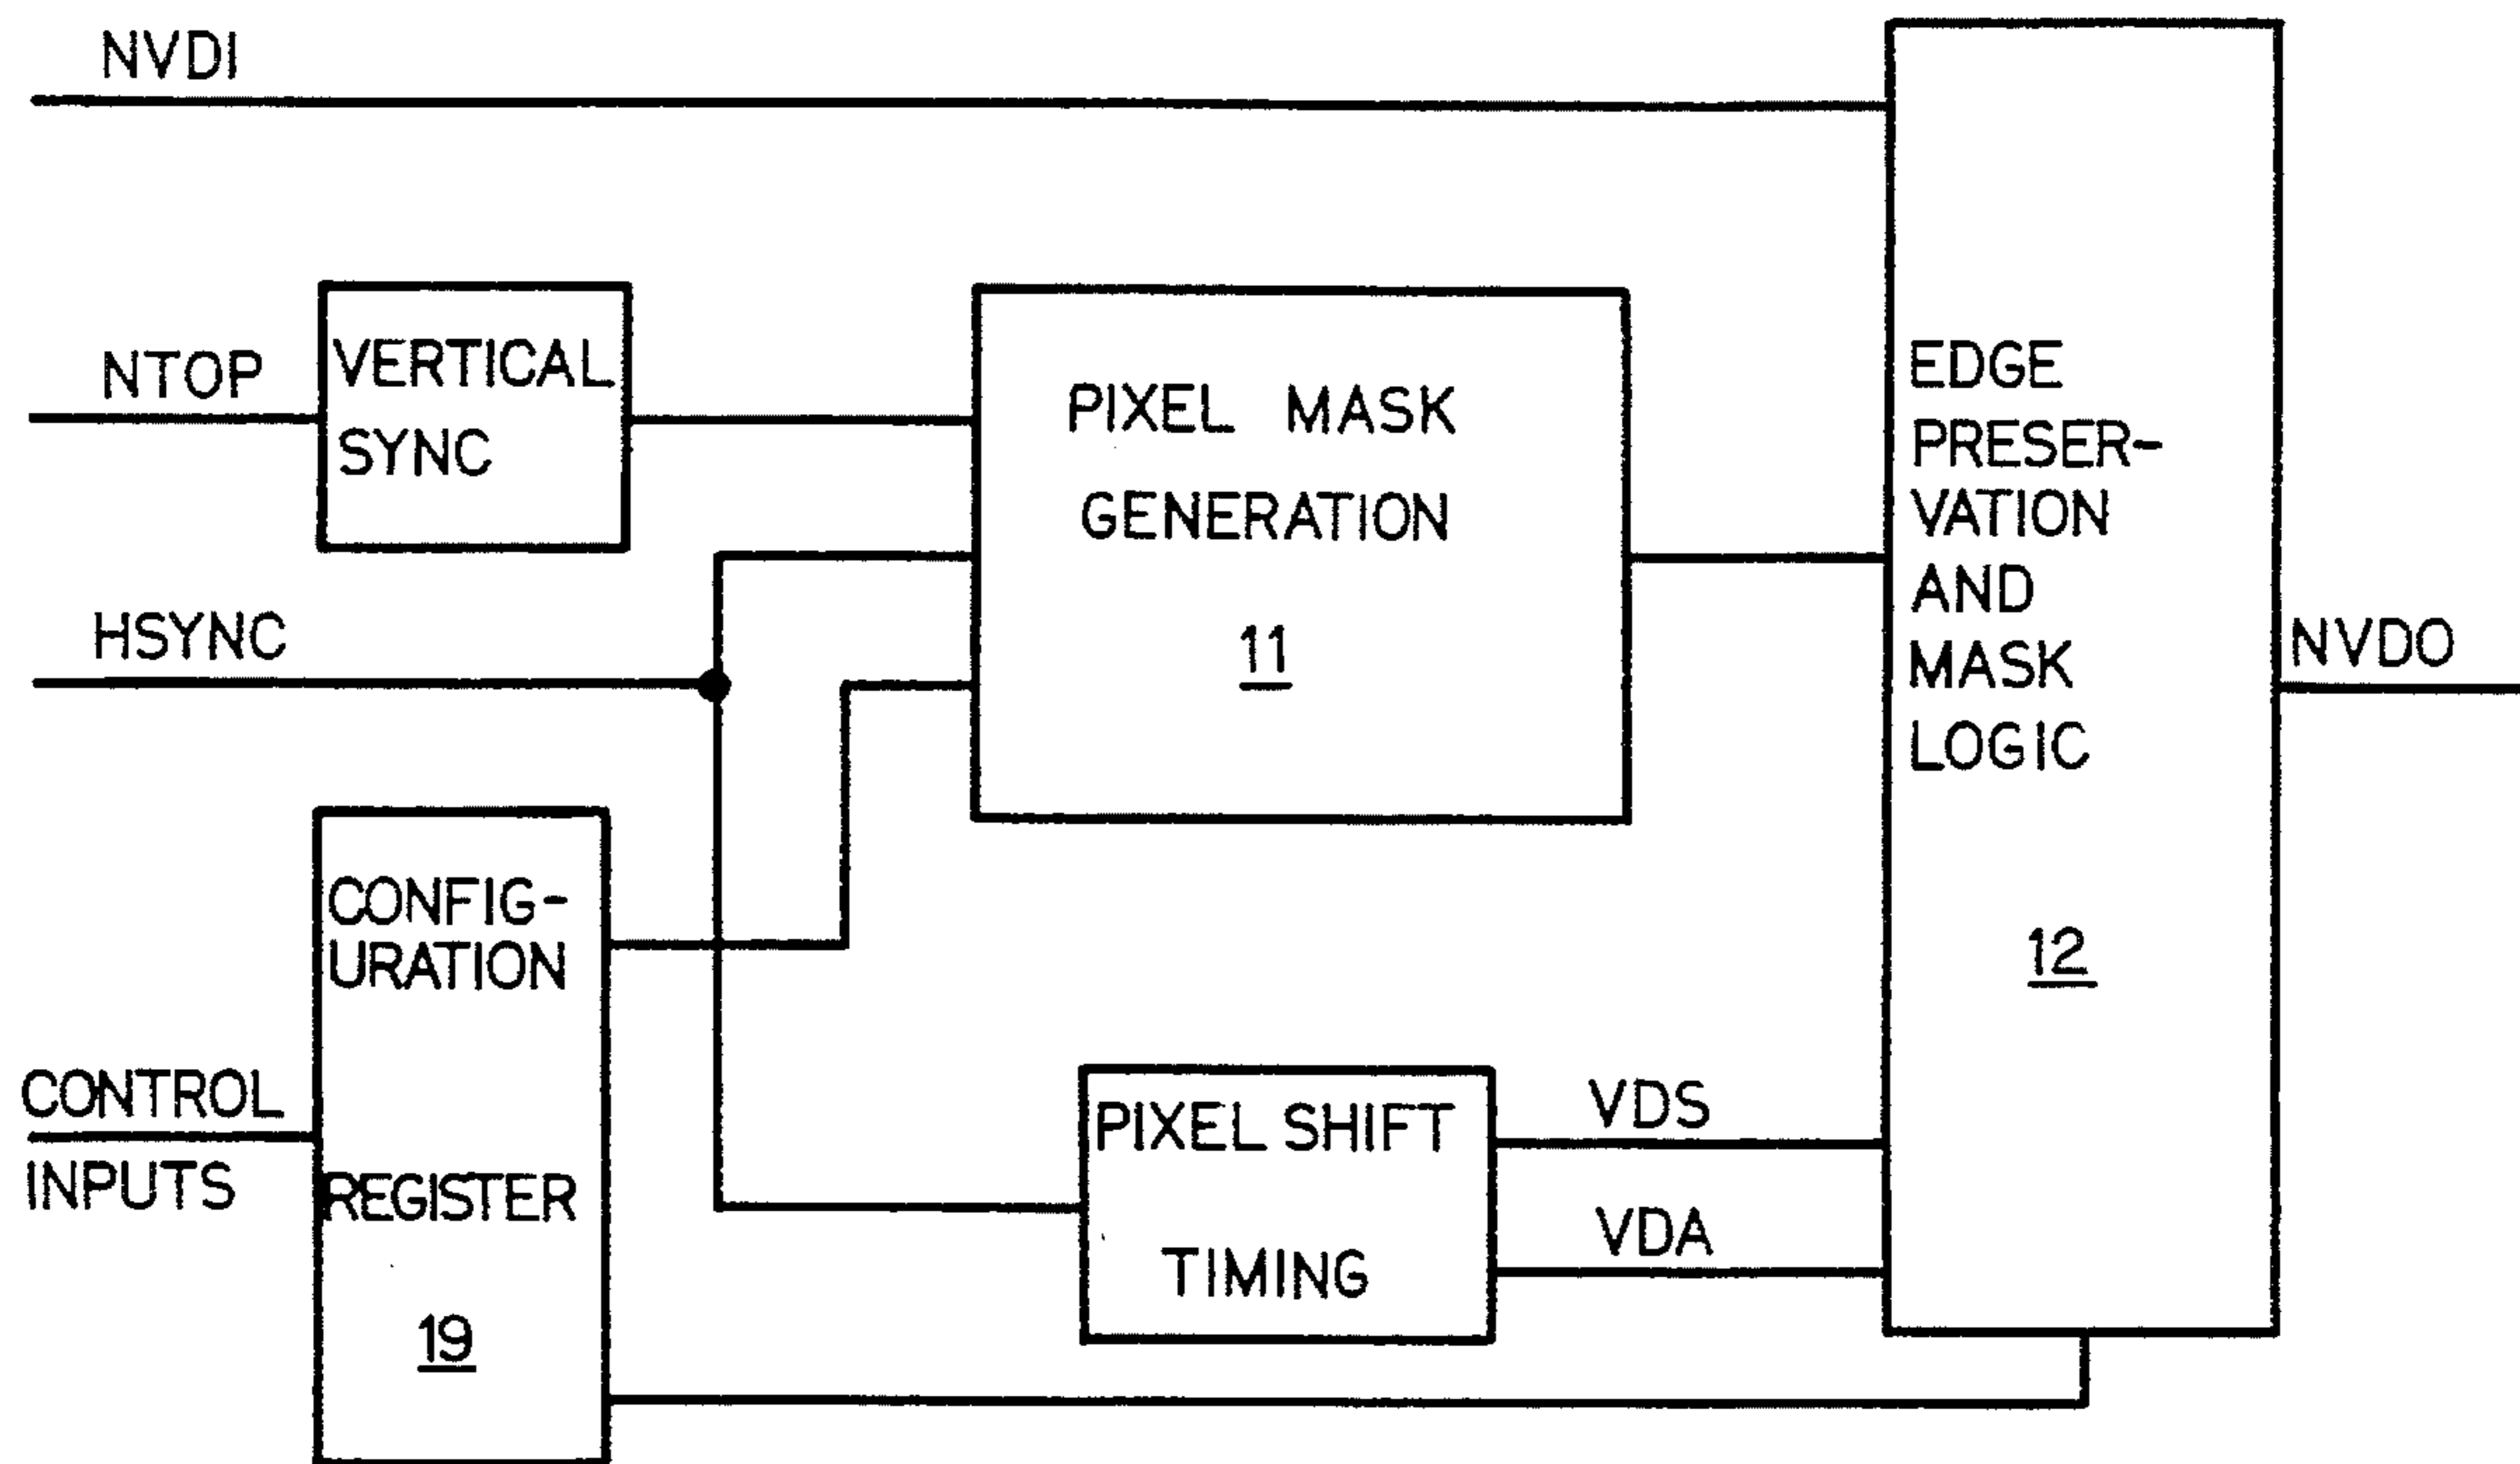 NVDI
NTOP
VERTICAL
SYNC
HSYNC
PIXEL MASK
GENERATION
11
EDGE
PRESER-
VATION
AND
MASK
LOGIC
12
NVDO
CONFIG-
URATION
REGISTER
19
CONTROL
INPUTS
PIXEL SHIFT
TIMING
VDS
VDA